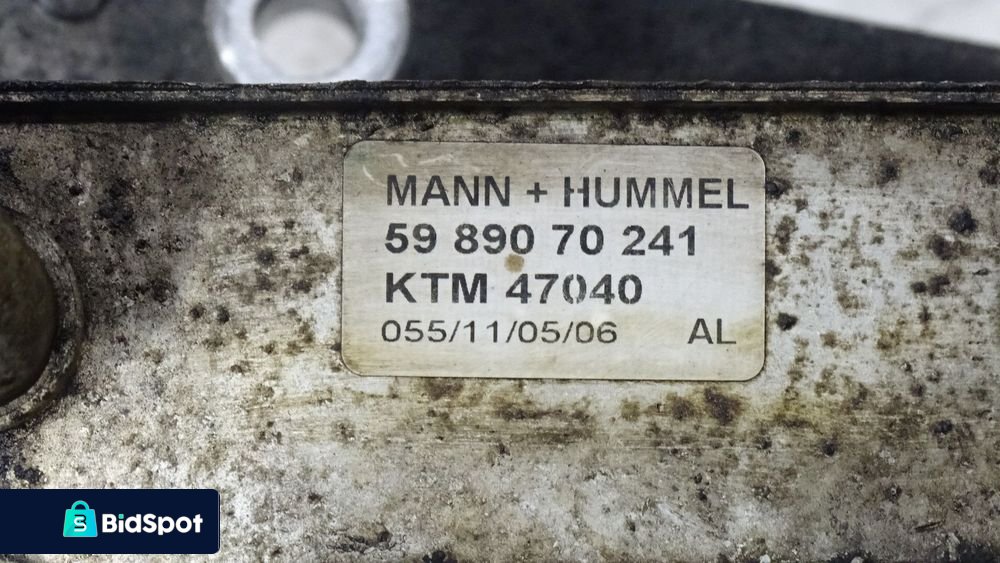 MANN + HUMMEL
59 890 70 241
KTM 47040
055/11/05/06 AL
BidSpot